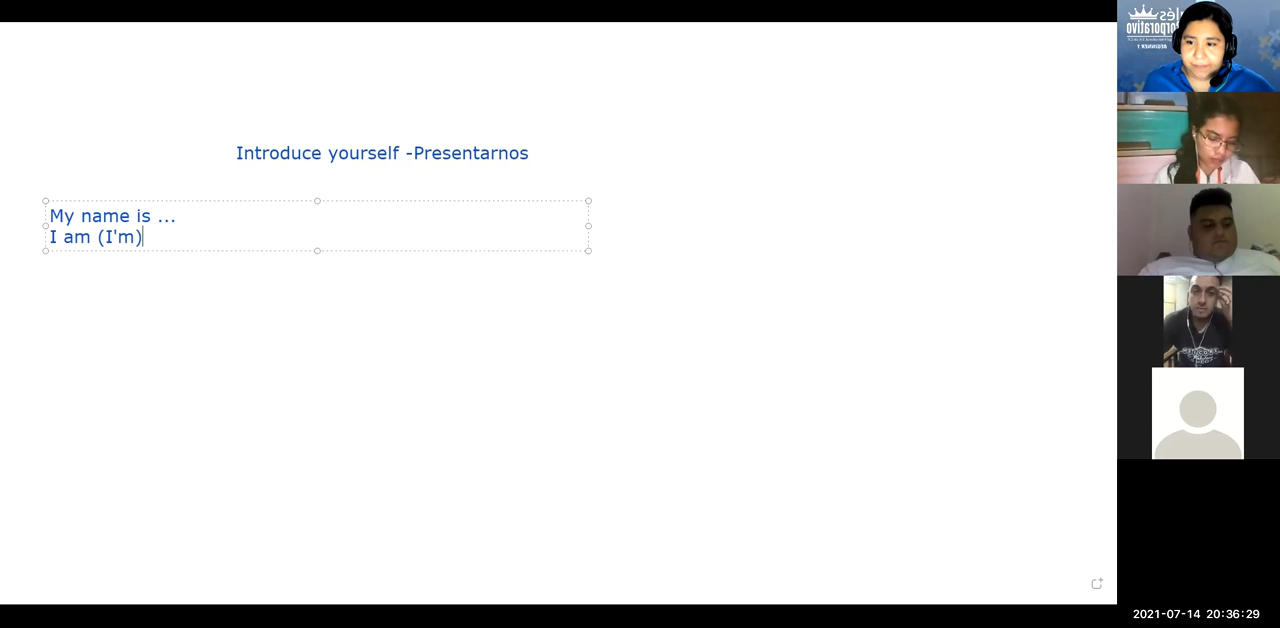 Introduce yourself -Presentarnos
My name is ...
I am (I'm)
2021-07-14 20:36:29